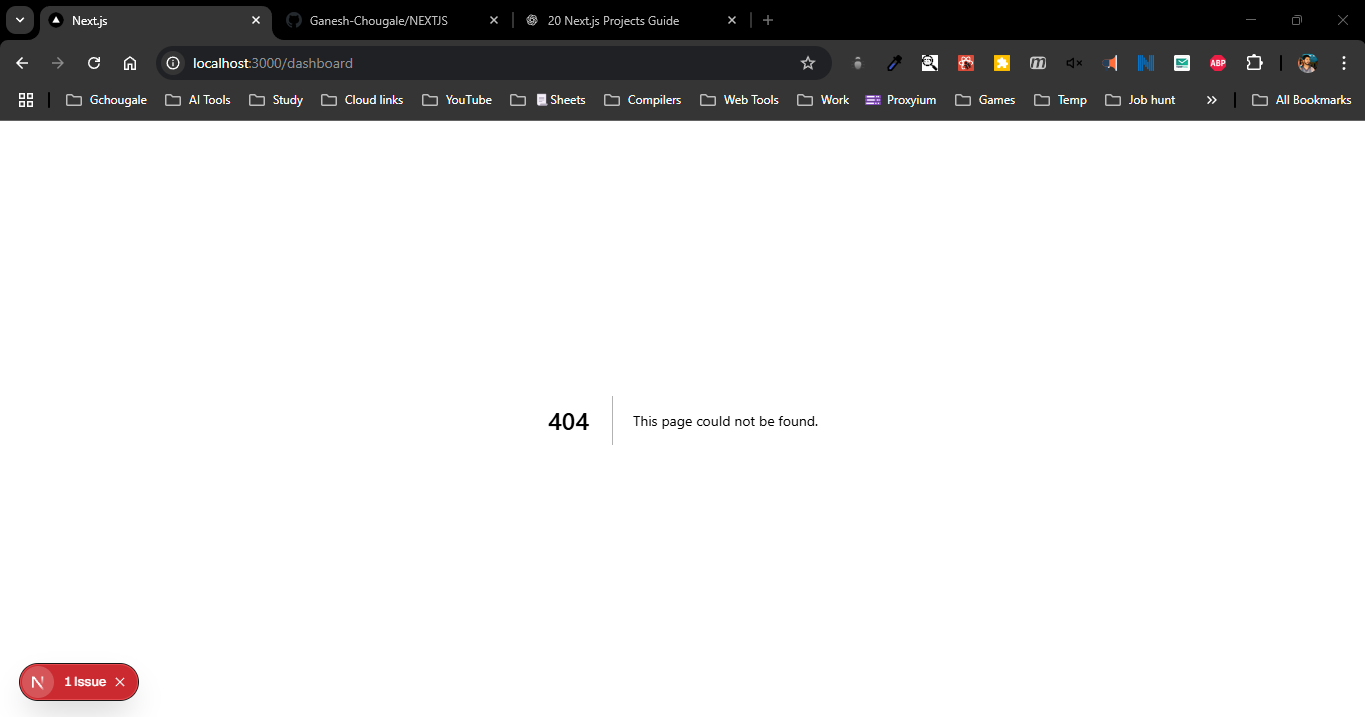 Next.js
Ganesh-Chougale/NEXTJS
20 Next.js Projects Guide
localhost:3000/dashboard
ABP
Gchougale
AI Tools
Study
Cloud links
YouTube
Sheets
Compilers
Web Tools
Work
Proxyium
Games
Temp
Job hunt
All Bookmarks
404
This page could not be found.
N
1 Issue